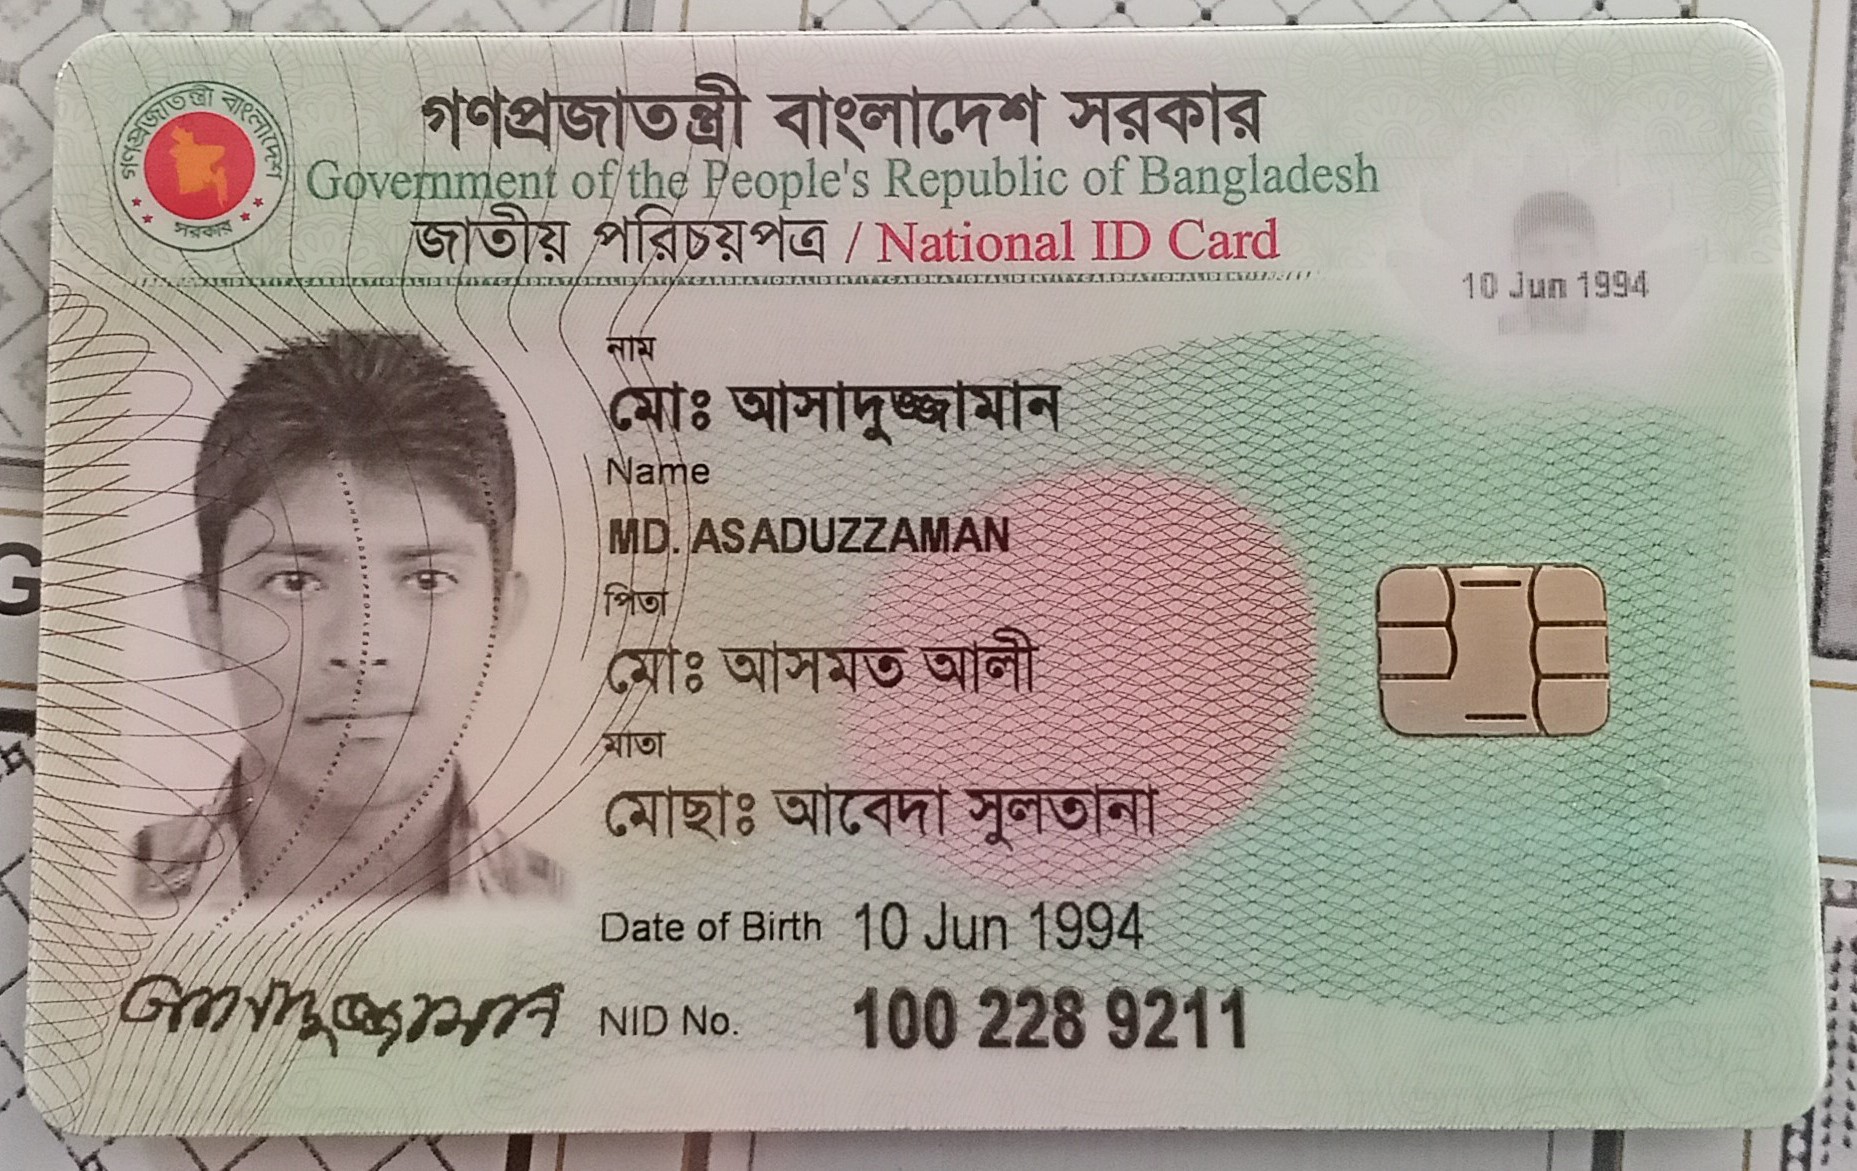 গণপ্রজাতন্ত্রী বাংলাদেশ সরকার
Government of the People's Republic of Bangladesh
জাতীয় পরিচয়পত্র / National ID Card
গণপ্রজাতন্ত্রী বাংলাদেশ
সরকার
10 Jun 1994
নাম
মোঃ আসাদুজ্জামান
Name
MD. ASADUZZAMAN
পিতা
মোঃ আসমত আলী
মাতা
মোছাঃ আবেদা সুলতানা
Date of Birth 10 Jun 1994
আসাদুজ্জামান
NID No. 100 228 9211
G